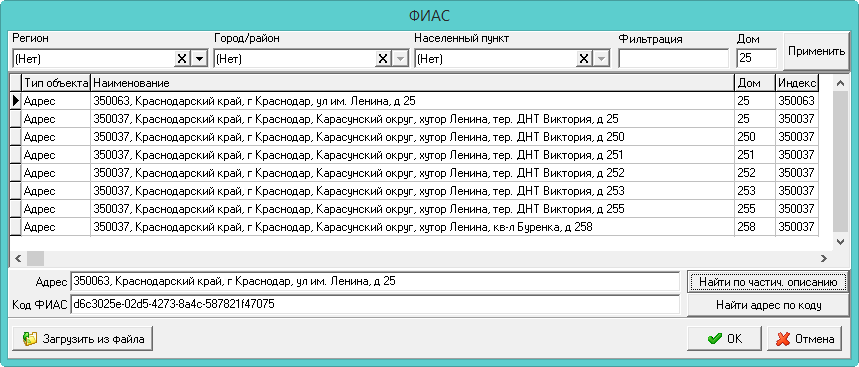 ФИАС
Регион Город/район Населенный пункт Фильтрация Дом
(Нет) X (Нет) X (Нет) X 25 Применить
Тип объекта Наименование Дом Индекс
Адрес 350063, Краснодарский край, г Краснодар, ул им. Ленина, д 25 25 350063
Адрес 350037, Краснодарский край, г Краснодар, Карасунский округ, хутор Ленина, тер. ДНТ Виктория, д 25 25 350037
Адрес 350037, Краснодарский край, г Краснодар, Карасунский округ, хутор Ленина, тер. ДНТ Виктория, д 250 250 350037
Адрес 350037, Краснодарский край, г Краснодар, Карасунский округ, хутор Ленина, тер. ДНТ Виктория, д 251 251 350037
Адрес 350037, Краснодарский край, г Краснодар, Карасунский округ, хутор Ленина, тер. ДНТ Виктория, д 252 252 350037
Адрес 350037, Краснодарский край, г Краснодар, Карасунский округ, хутор Ленина, тер. ДНТ Виктория, д 253 253 350037
Адрес 350037, Краснодарский край, г Краснодар, Карасунский округ, хутор Ленина, тер. ДНТ Виктория, д 255 255 350037
Адрес 350037, Краснодарский край, г Краснодар, Карасунский округ, хутор Ленина, кв-л Буренка, д 258 258 350037
Адрес 350063, Краснодарский край, г Краснодар, ул им. Ленина, д 25 Найти по частич. описанию
Код ФИАС d6c3025e-02d5-4273-8a4c-587821f47075 Найти адрес по коду
Загрузить из файла OK Отмена